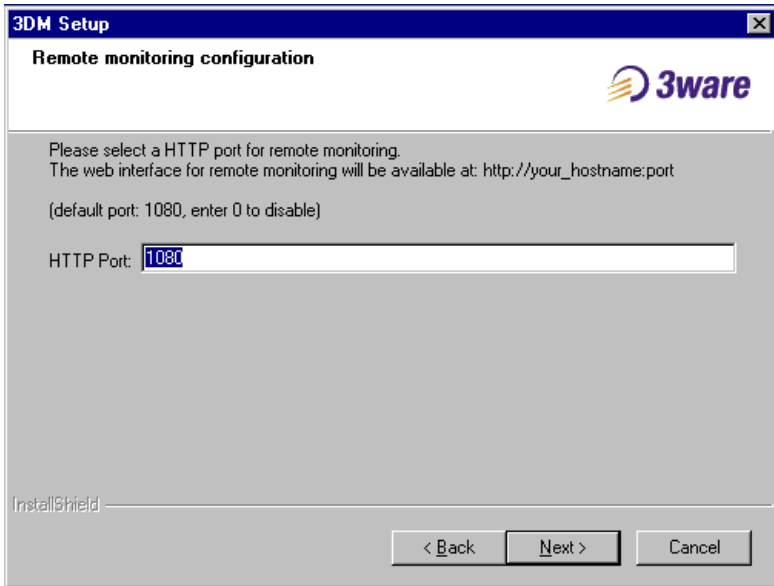 3DM Setup
Remote monitoring configuration
3ware
Please select a HTTP port for remote monitoring.
The web interface for remote monitoring will be available at: http://your_hostname:port
(default port: 1080, enter 0 to disable)
HTTP Port: 1080
InstallShield
< Back Next > Cancel